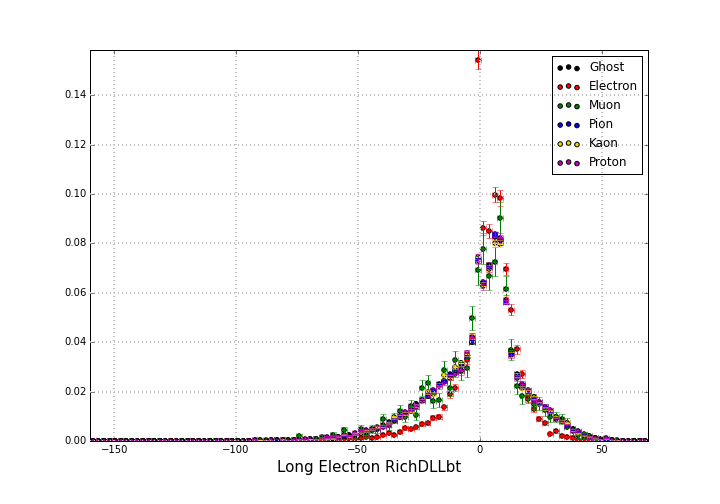 0.14
0.12
0.10
0.08
0.06
0.04
0.02
0.00
−150
−100
−50
0
50
Long Electron RichDLLbt
Ghost
Electron
Muon
Pion
Kaon
Proton